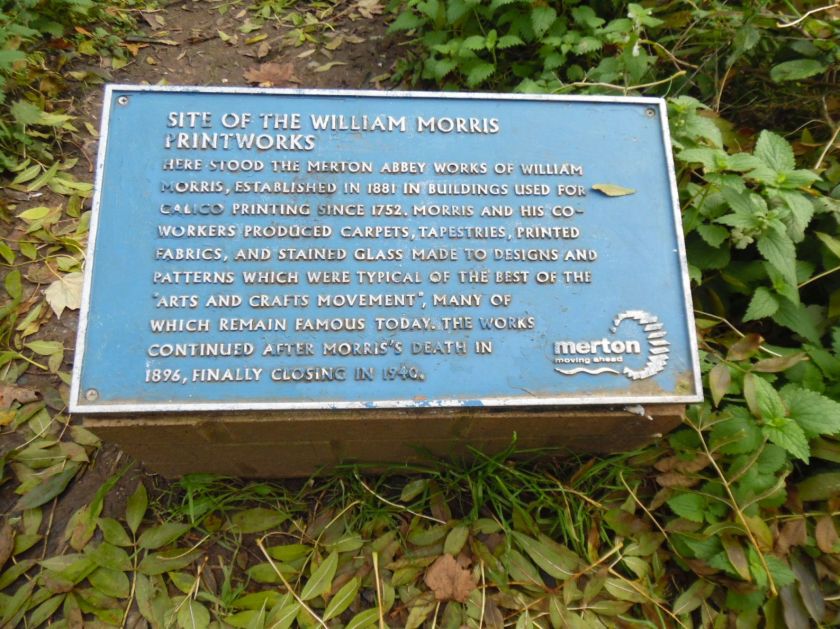 SITE OF THE WILLIAM MORRIS
PRINTWORKS
HERE STOOD THE MERTON ABBEY WORKS OF WILLIAM
MORRIS, ESTABLISHED IN 1881 IN BUILDINGS USED FOR
CALICO PRINTING SINCE 1752. MORRIS AND HIS CO-
WORKERS PRODUCED CARPETS, TAPESTRIES, PRINTED
FABRICS, AND STAINED GLASS MADE TO DESIGNS AND
PATTERNS WHICH WERE TYPICAL OF THE BEST OF THE
"ARTS AND CRAFTS MOVEMENT", MANY OF
WHICH REMAIN FAMOUS TODAY. THE WORKS
CONTINUED AFTER MORRIS'S DEATH IN
1896, FINALLY CLOSING IN 1940.
merton
moving ahead